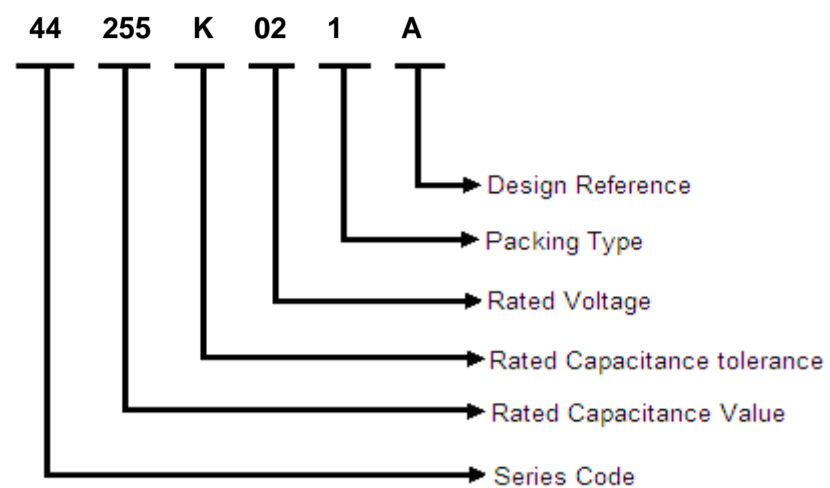 44 255 K 02 1 A
Design Reference
Packing Type
Rated Voltage
Rated Capacitance tolerance
Rated Capacitance Value
Series Code